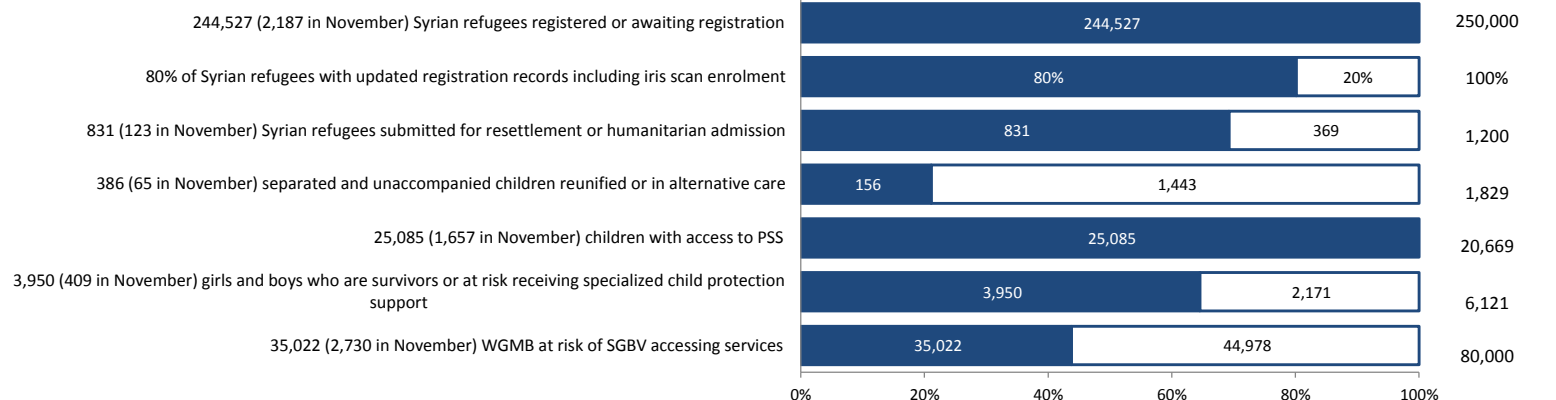 244,527 (2,187 in November) Syrian refugees registered or awaiting registration 244,527 250,000
80% of Syrian refugees with updated registration records including iris scan enrolment 80% 20% 100%
831 (123 in November) Syrian refugees submitted for resettlement or humanitarian admission 831 369 1,200
386 (65 in November) separated and unaccompanied children reunified or in alternative care 156 1,443 1,829
25,085 (1,657 in November) children with access to PSS 25,085 20,669
3,950 (409 in November) girls and boys who are survivors or at risk receiving specialized child protection
support 3,950 2,171 6,121
35,022 (2,730 in November) WGMB at risk of SGBV accessing services 35,022 44,978 80,000
0% 20% 40% 60% 80% 100%